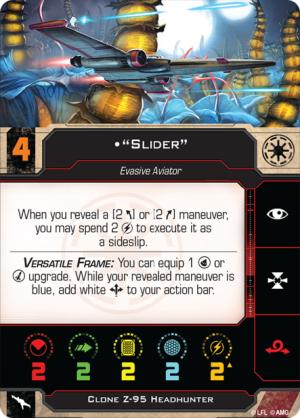 4
•“Slider”
Evasive Aviator
When you reveal a [2 ↰] or [2 ↱] maneuver,
you may spend 2 to execute it as
a sideslip.
Versatile Frame: You can equip 1 or
upgrade. While your revealed maneuver is
blue, add white to your action bar.
2 2 2 2 2
Clone Z-95 Headhunter
© LFL © AMG